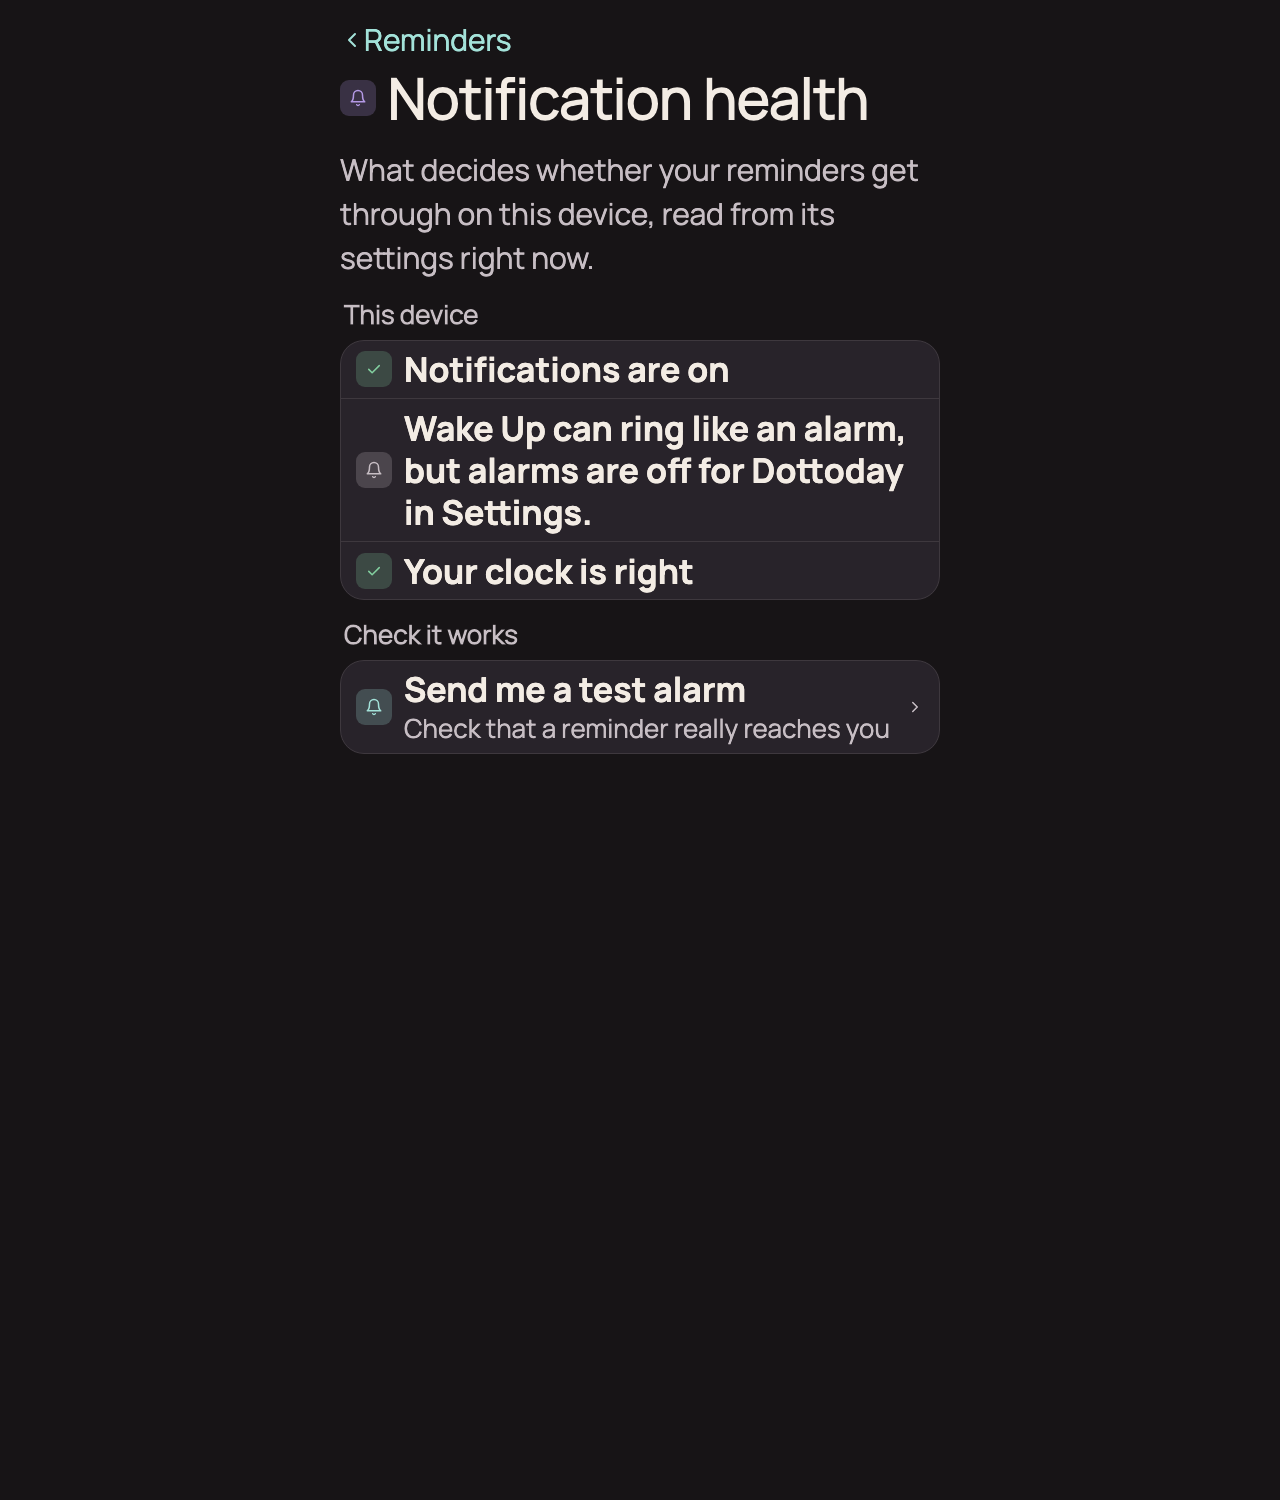 Reminders
Notification health
What decides whether your reminders get
through on this device, read from its
settings right now.
This device
Notifications are on
Wake Up can ring like an alarm,
but alarms are off for Dottoday
in Settings.
Your clock is right
Check it works
Send me a test alarm
Check that a reminder really reaches you